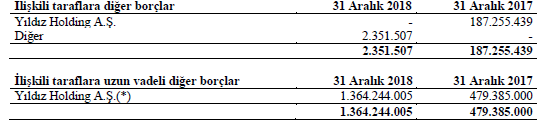 İlişkili taraflara diğer borçlar 31 Aralık 2018 31 Aralık 2017
Yıldız Holding A.Ş. - 187.255.439
Diğer 2.351.507 -
2.351.507 187.255.439
İlişkili taraflara uzun vadeli diğer borçlar 31 Aralık 2018 31 Aralık 2017
Yıldız Holding A.Ş.(*) 1.364.244.005 479.385.000
1.364.244.005 479.385.000